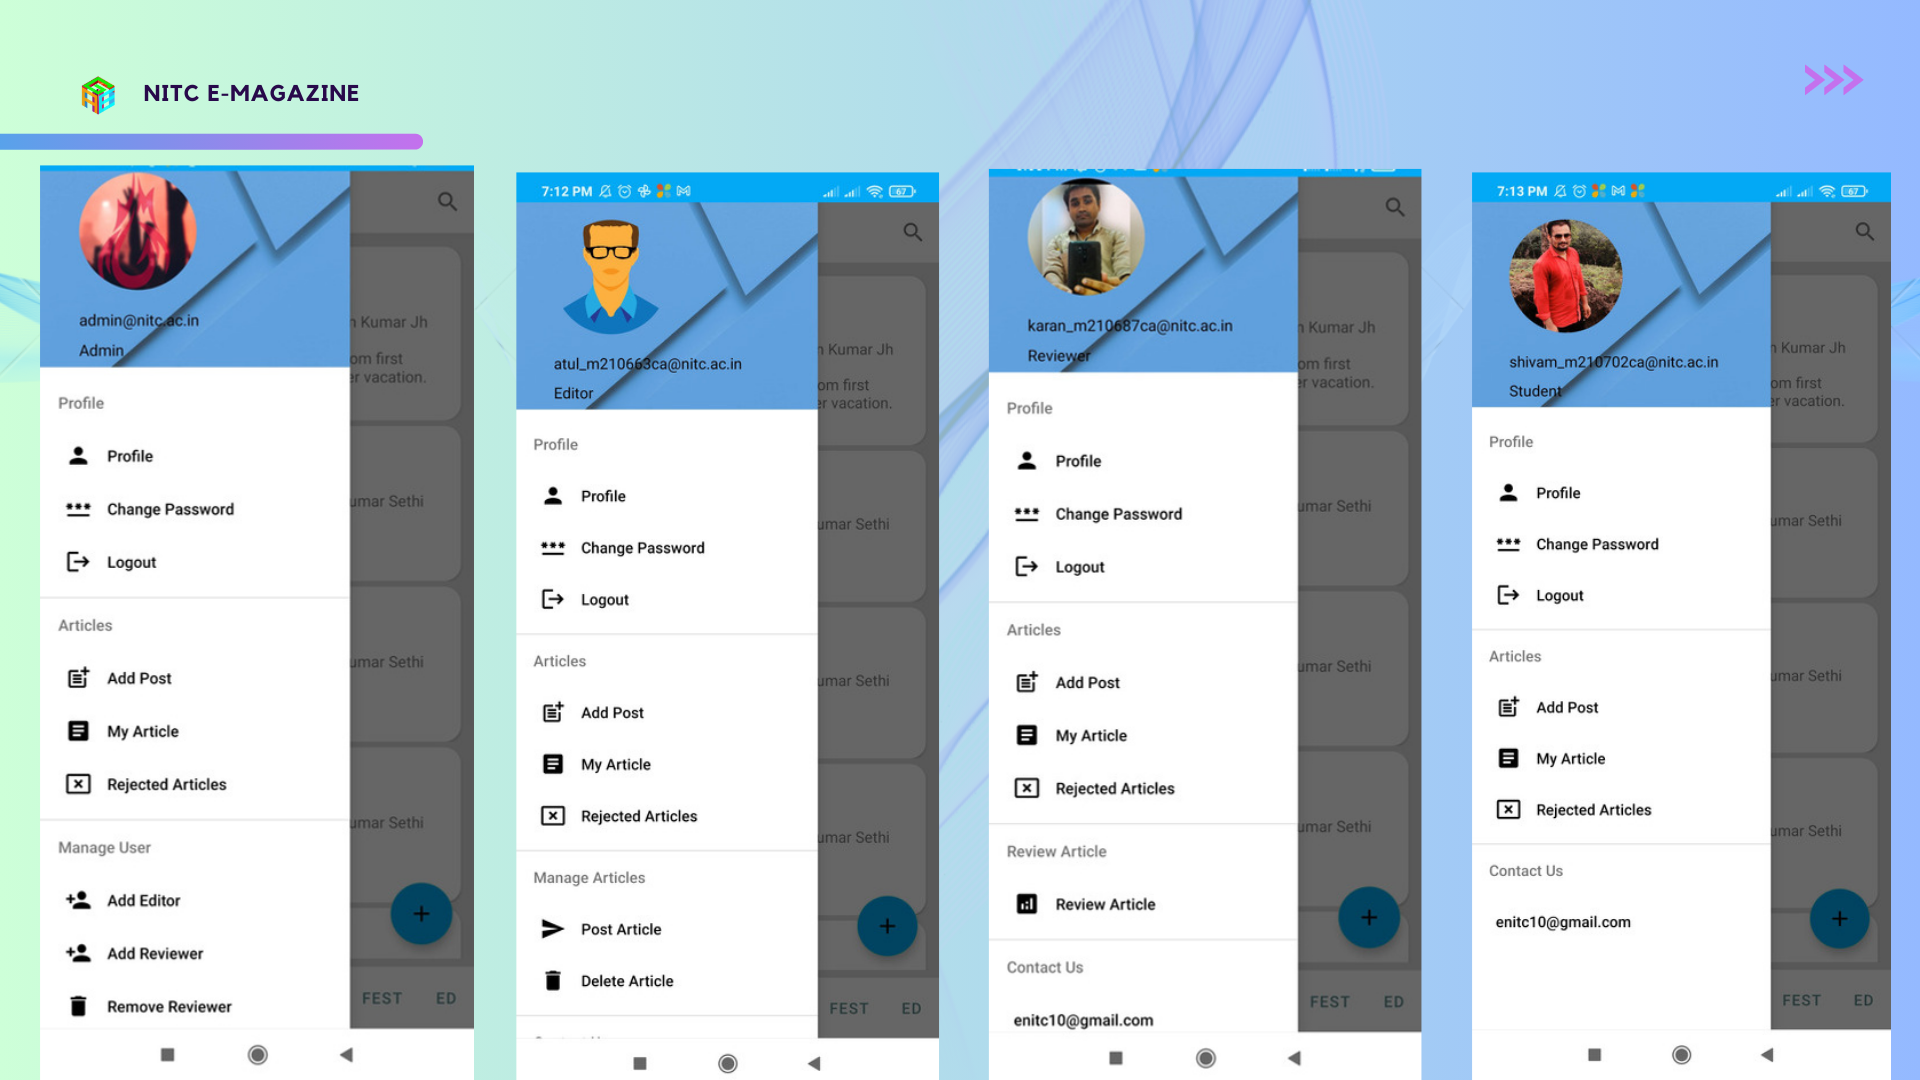 NITC E-MAGAZINE
admin@nitc.ac.in
Admin
Profile
Profile
Change Password
Logout
Articles
Add Post
My Article
Rejected Articles
Manage User
Add Editor
Add Reviewer
Remove Reviewer
Kumar Jh
om first
er vacation.
umar Sethi
umar Sethi
umar Sethi
FEST ED
7:12 PM 67
atul_m210663ca@nitc.ac.in
Editor
Profile
Profile
Change Password
Logout
Articles
Add Post
My Article
Rejected Articles
Manage Articles
Post Article
Delete Article
n Kumar Jh
om first
er vacation.
umar Sethi
umar Sethi
umar Sethi
FEST ED
karan_m210687ca@nitc.ac.in
Reviewer
Profile
Profile
Change Password
Logout
Articles
Add Post
My Article
Rejected Articles
Review Article
Review Article
Contact Us
enitc10@gmail.com
n Kumar Jh
om first
er vacation.
umar Sethi
umar Sethi
umar Sethi
FEST ED
7:13 PM 67
shivam_m210702ca@nitc.ac.in
Student
Profile
Profile
Change Password
Logout
Articles
Add Post
My Article
Rejected Articles
Contact Us
enitc10@gmail.com
n Kumar Jh
om first
er vacation.
umar Sethi
umar Sethi
umar Sethi
FEST ED